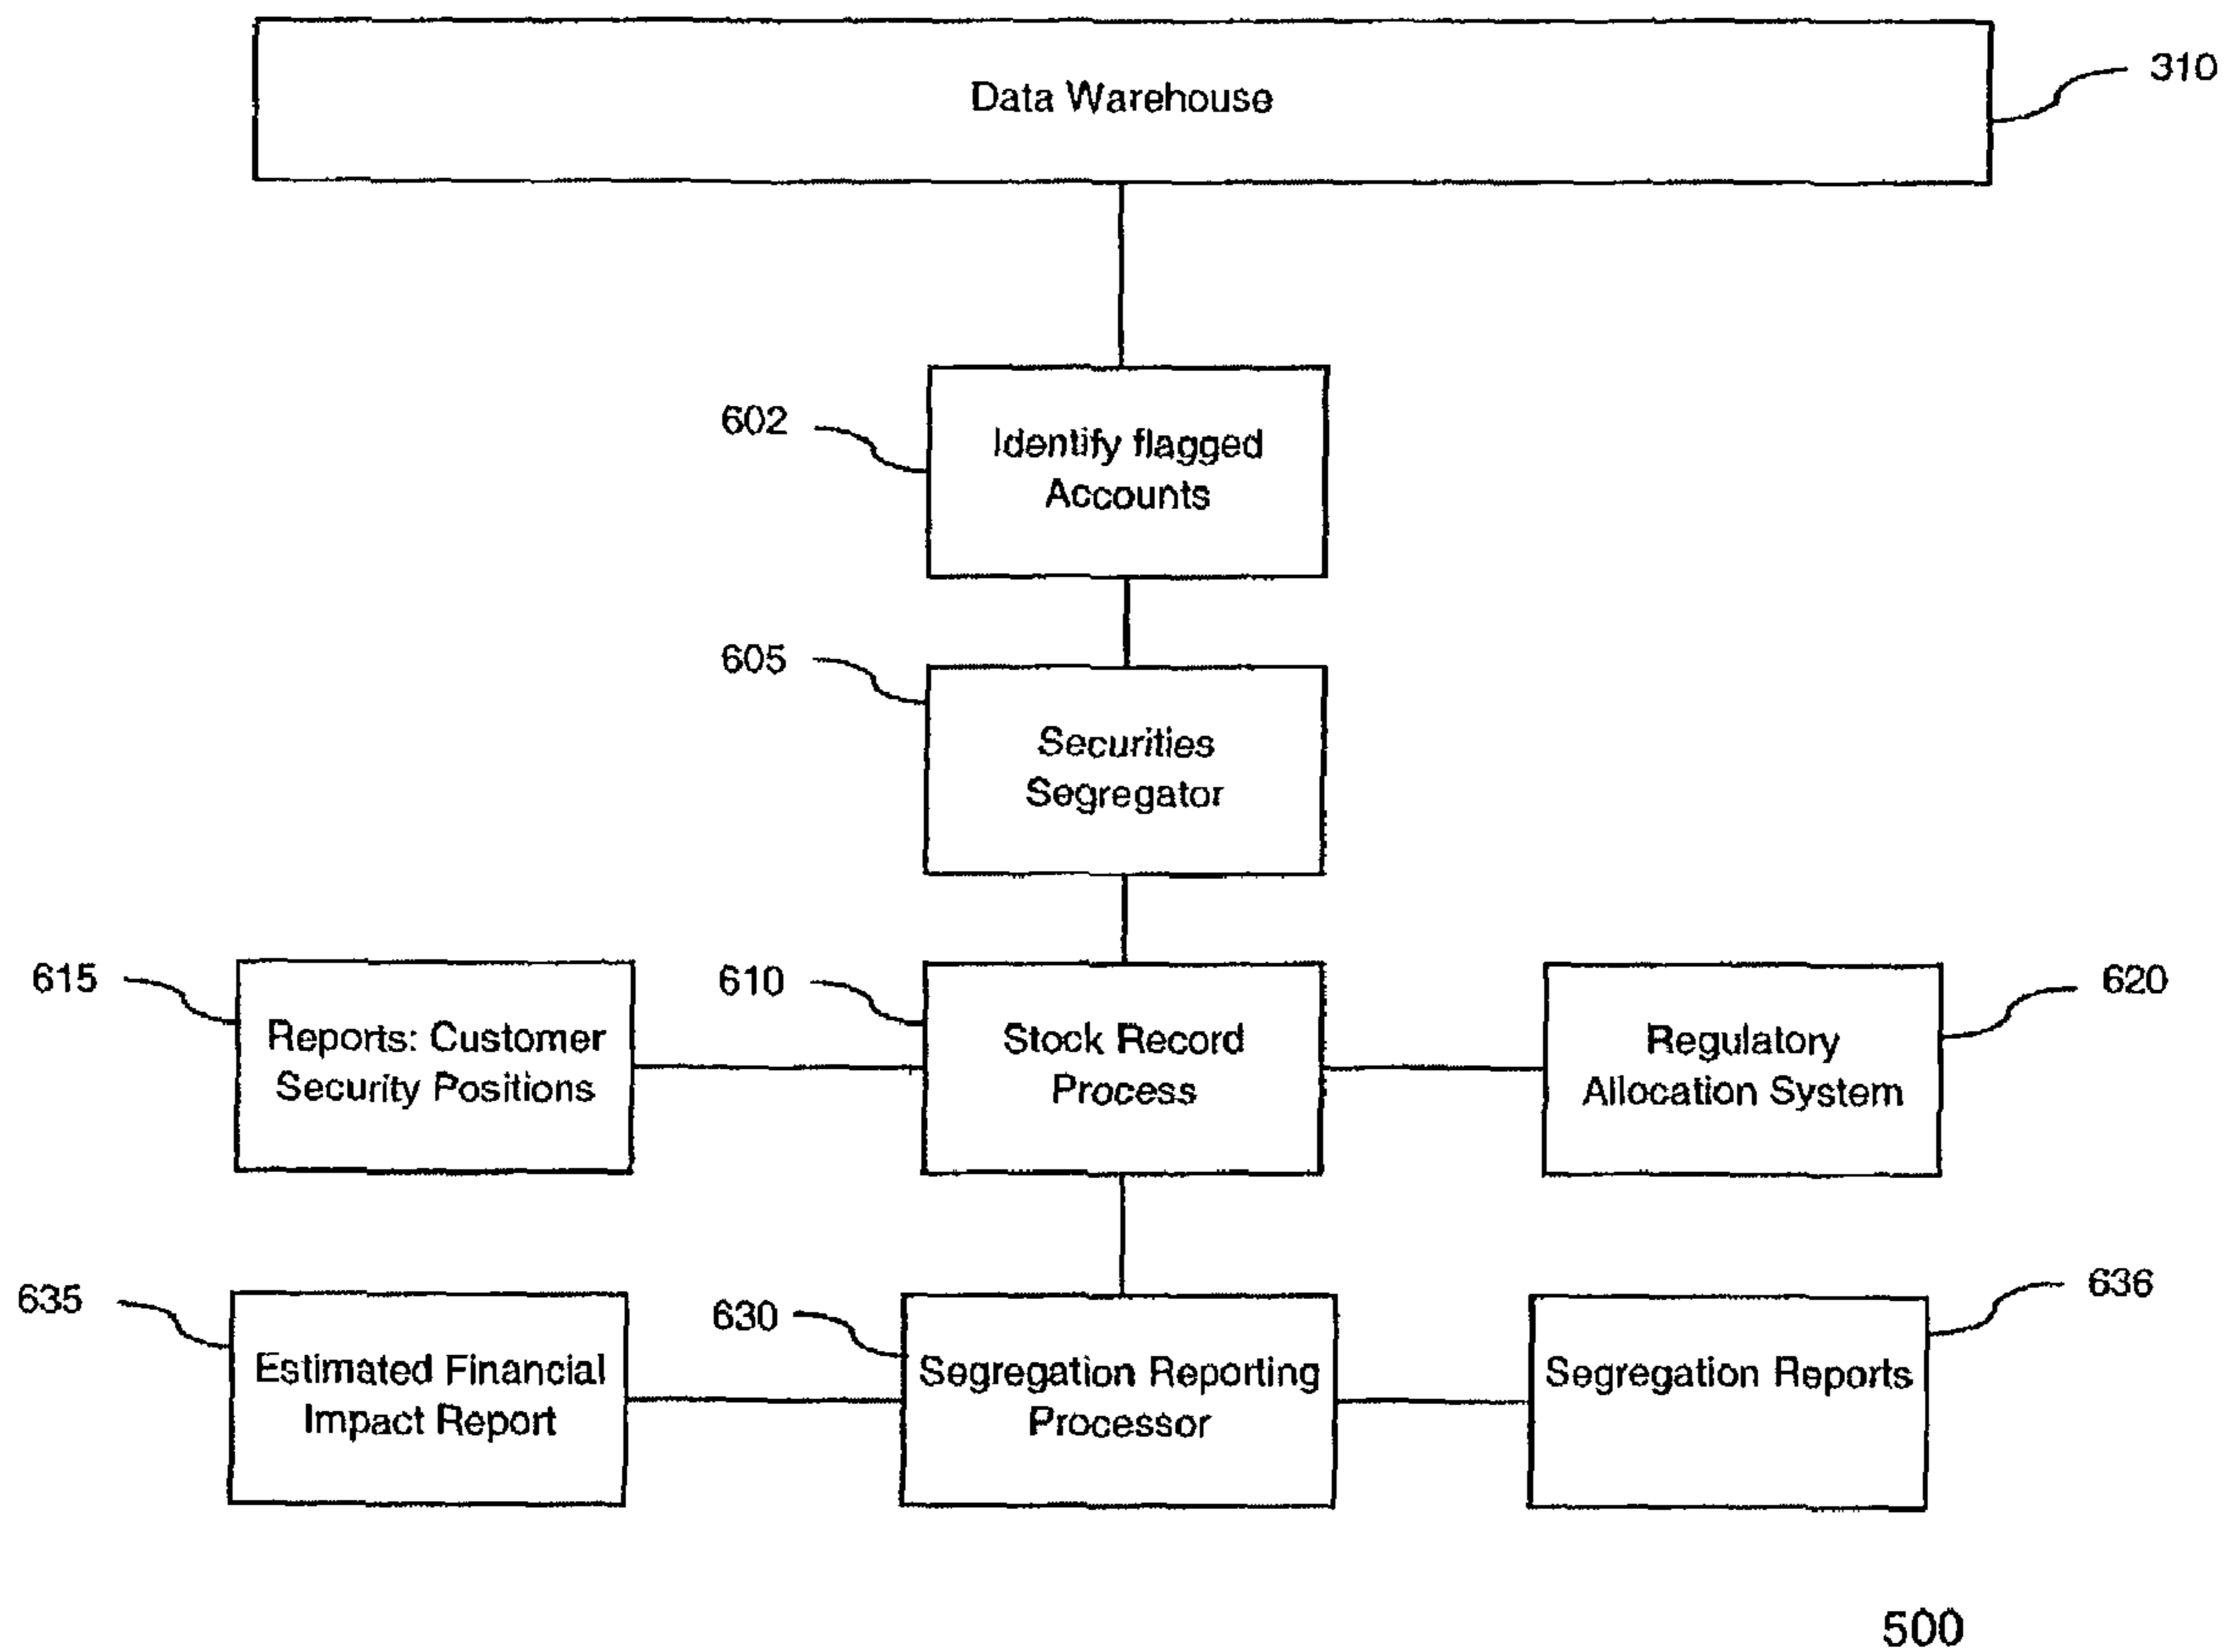 Data Warehouse
310
602
Identify flagged
Accounts
605
Securities
Segregator
615
Reports: Customer
Security Positions
610
Stock Record
Process
620
Regulatory
Allocation System
635
Estimated Financial
Impact Report
630
Segregation Reporting
Processor
636
Segregation Reports
500